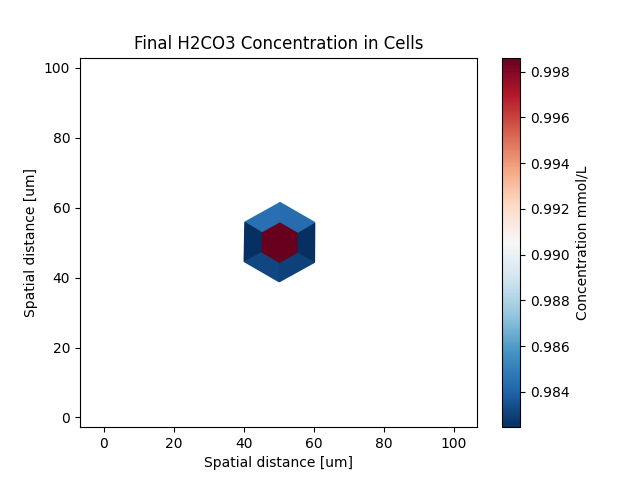 Final H2CO3 Concentration in Cells
100
80
60
40
20
0
Spatial distance [um]
0 20 40 60 80 100
Spatial distance [um]
0.998
0.996
0.994
0.992
0.990
0.988
0.986
0.984
Concentration mmol/L